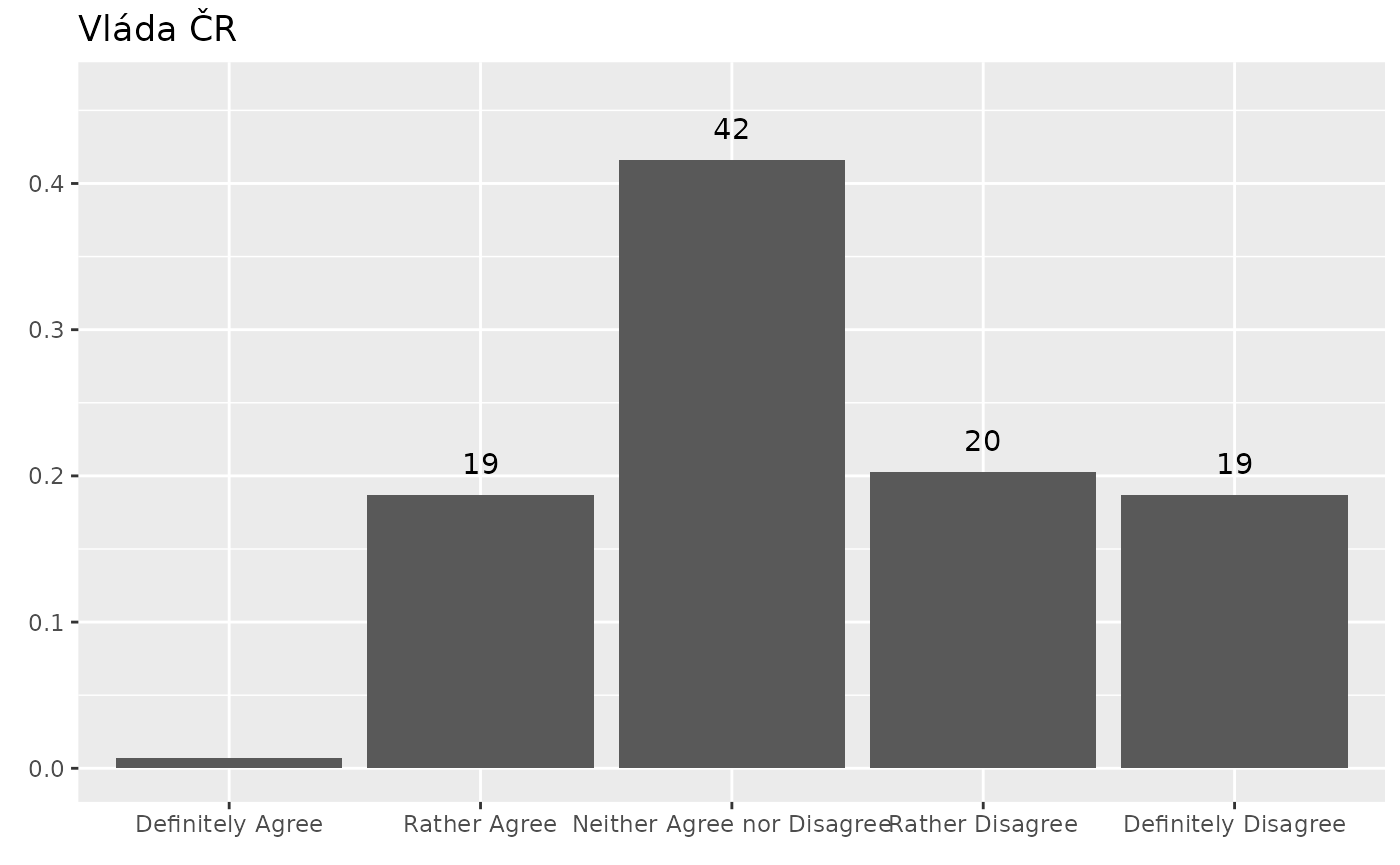 Vláda ČR
42
0.4
0.3
20
19
19
0.2
0.1
0.0
Definitely Agree
Rather Agree
Neither Agree nor Disagree
Rather Disagree
Definitely Disagree